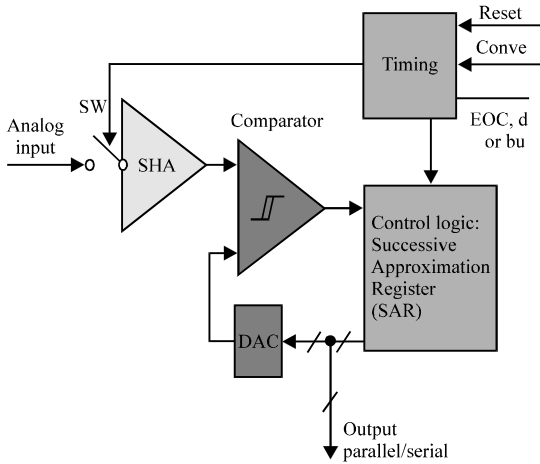 Reset
Timing
Conve
SW
EOC, d
or bu
Analog
input
Comparator
SHA
Control logic:
Successive
Approximation
Register
(SAR)
DAC
Output
parallel/serial